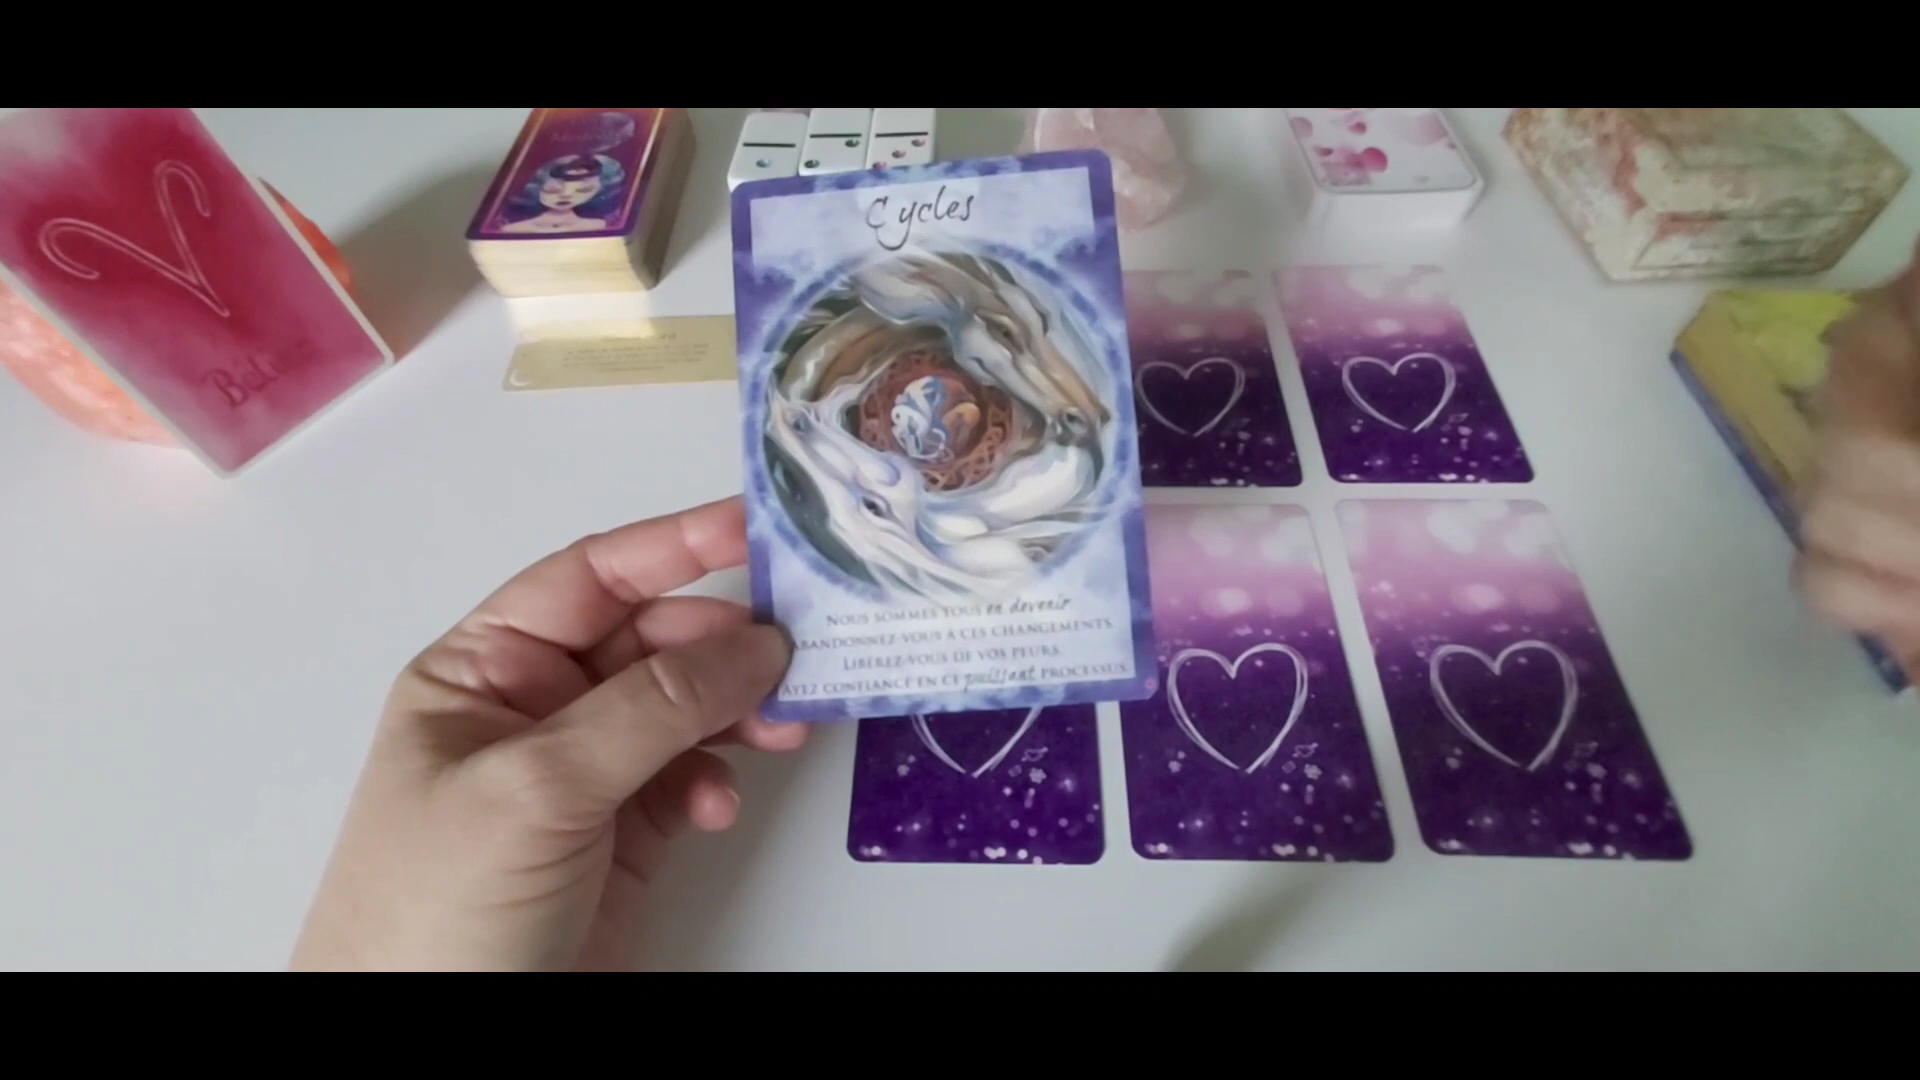 Cycles
NOUS SOMMES TOUS en devenir
ABANDONNEZ-VOUS À CES CHANGEMENTS.
LIBÉREZ-VOUS DE VOS PEURS.
AYEZ CONFIANCE EN CE puissant PROCESSUS.